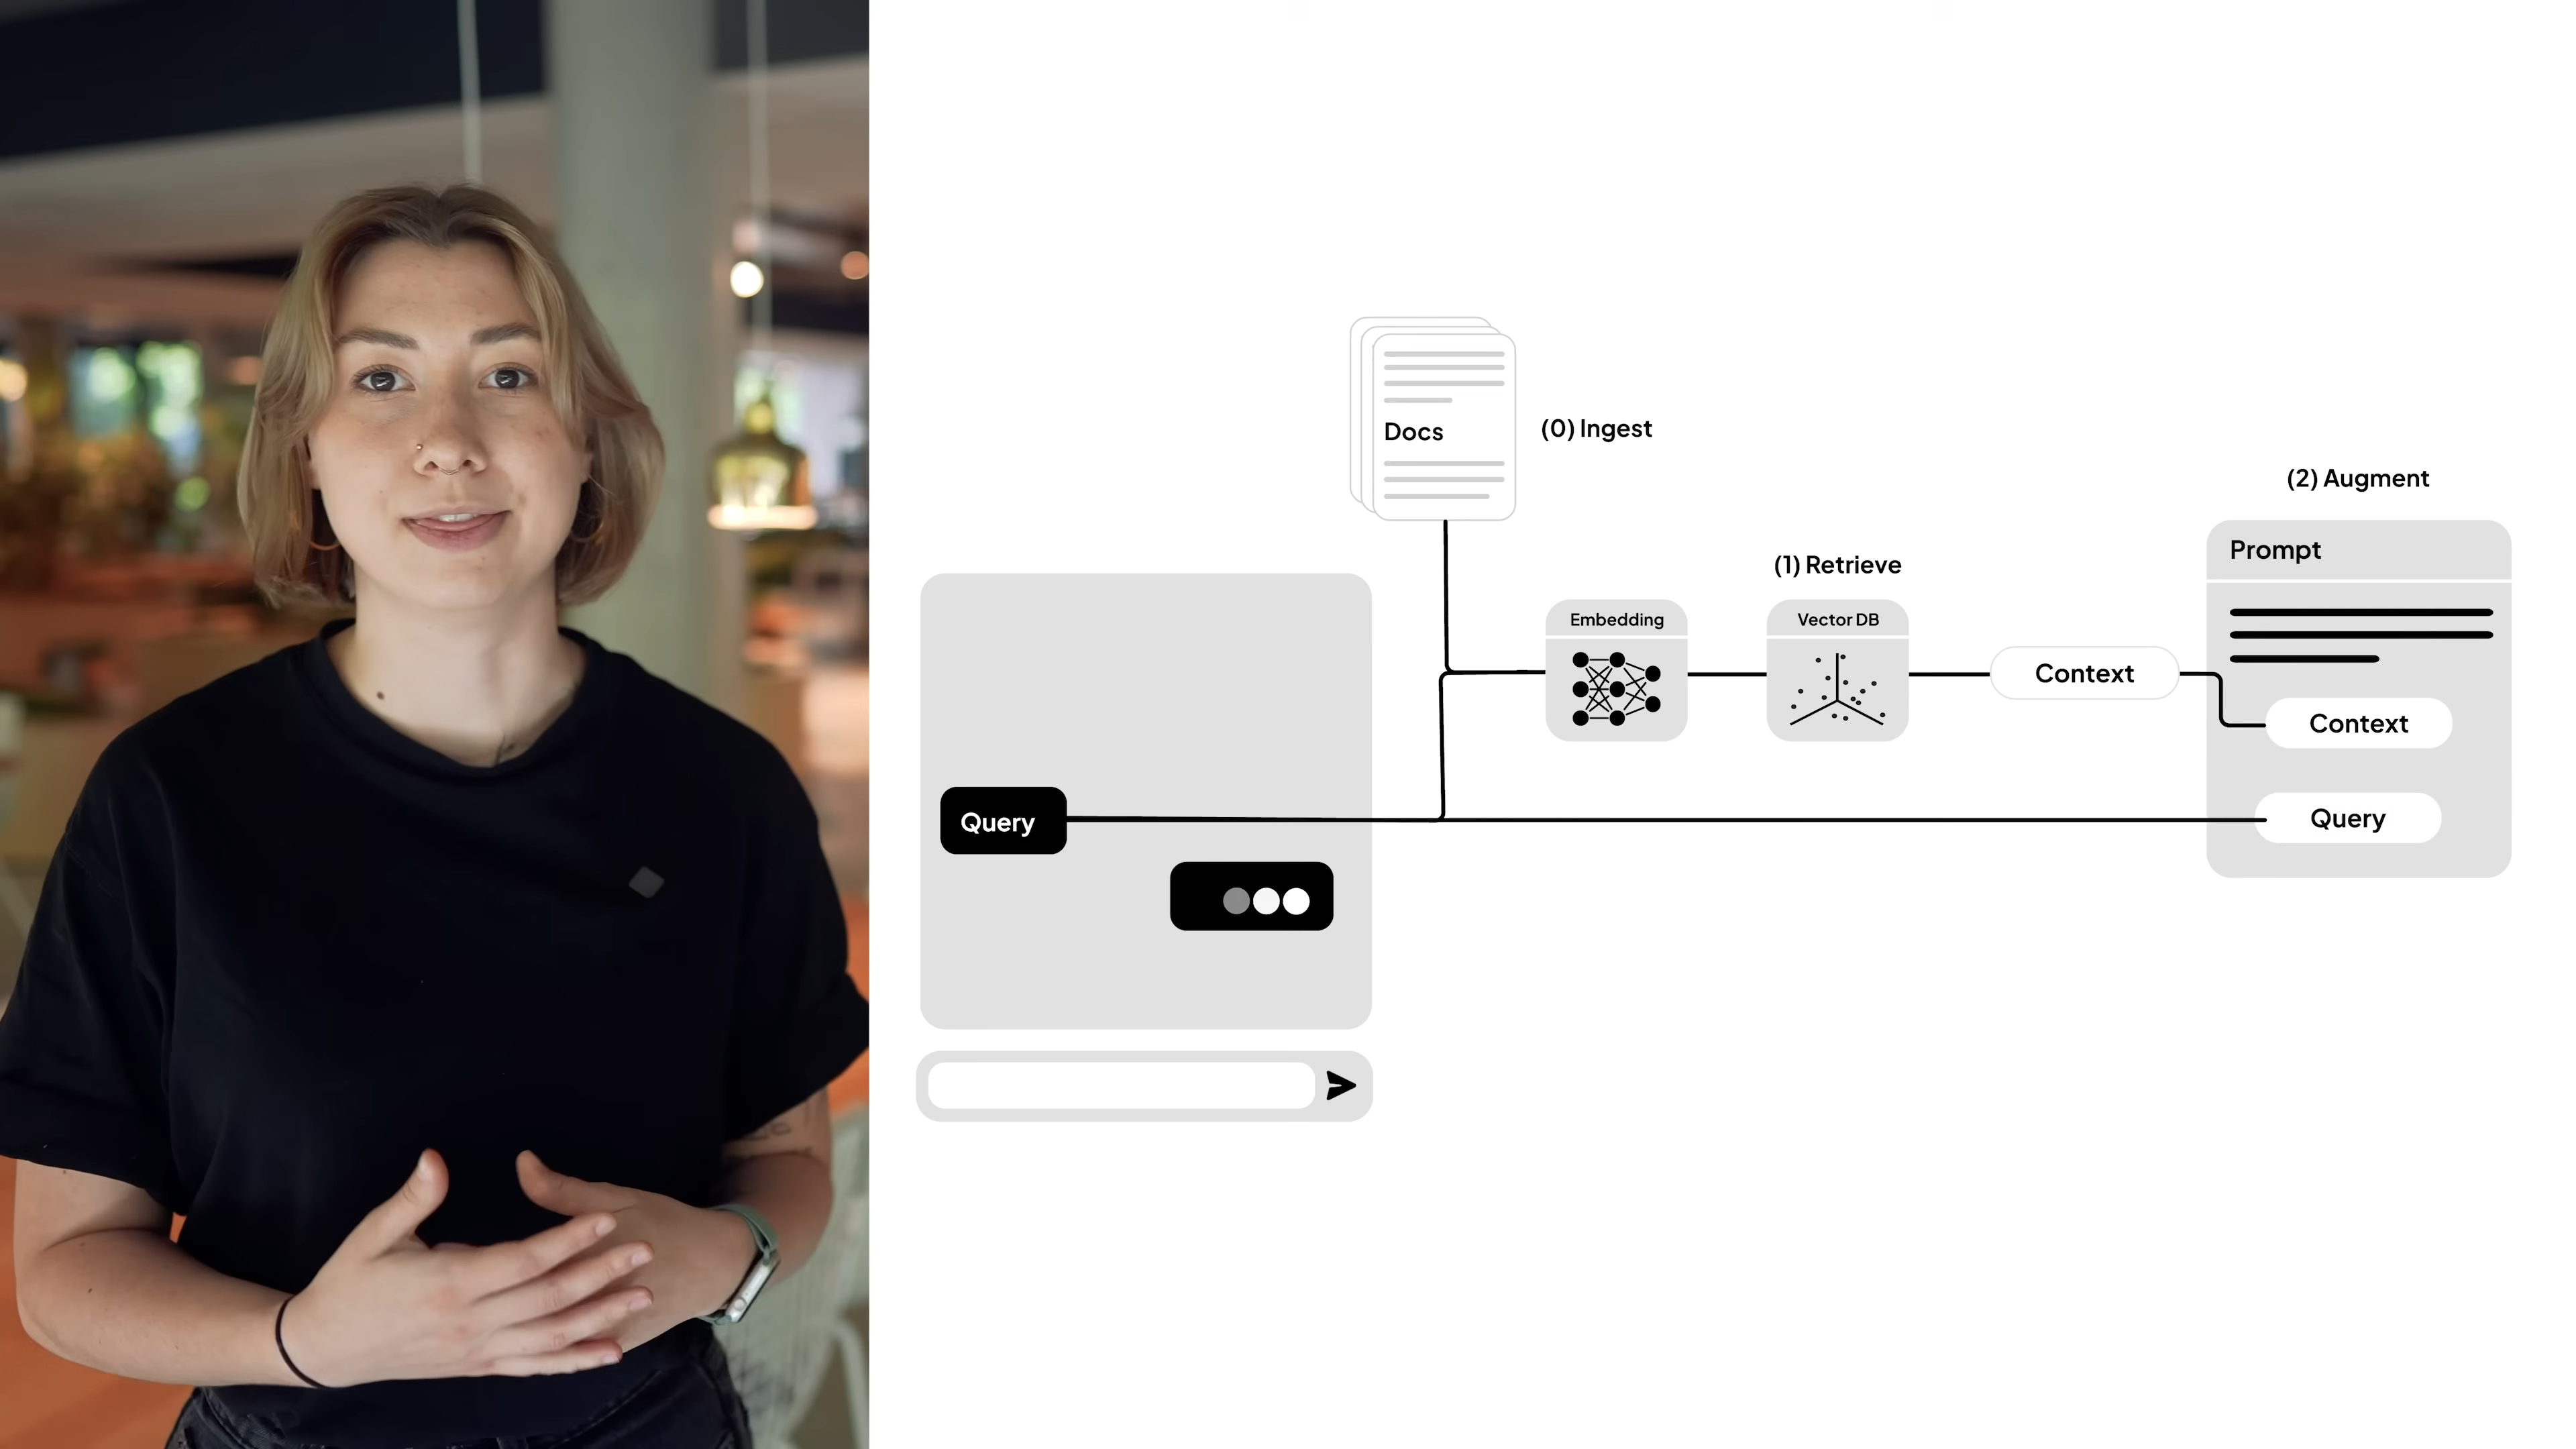 Docs
(0) Ingest
(2) Augment
Prompt
(1) Retrieve
Embedding
Vector DB
Context
Context
Query
Query